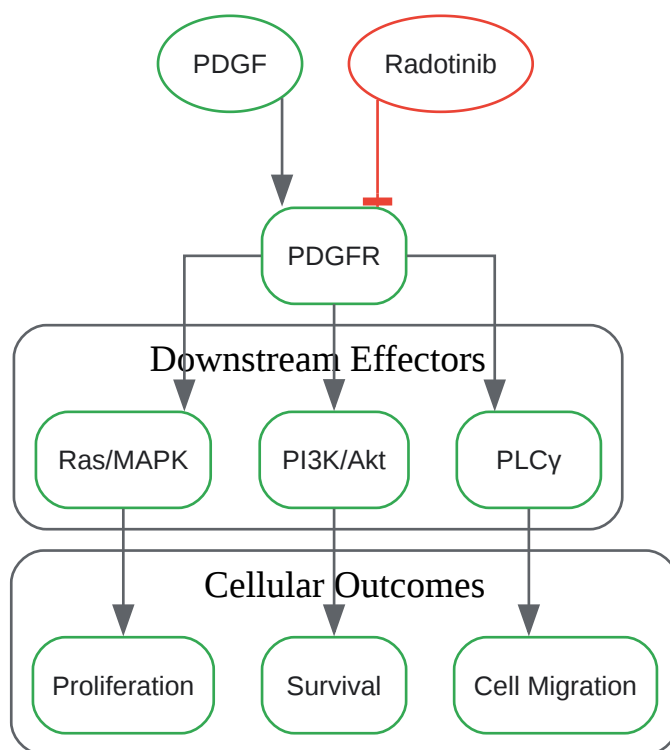 PDGF
Radotinib
PDGFR
Downstream Effectors
Ras/MAPK
PI3K/Akt
PLCγ
Cellular Outcomes
Proliferation
Survival
Cell Migration